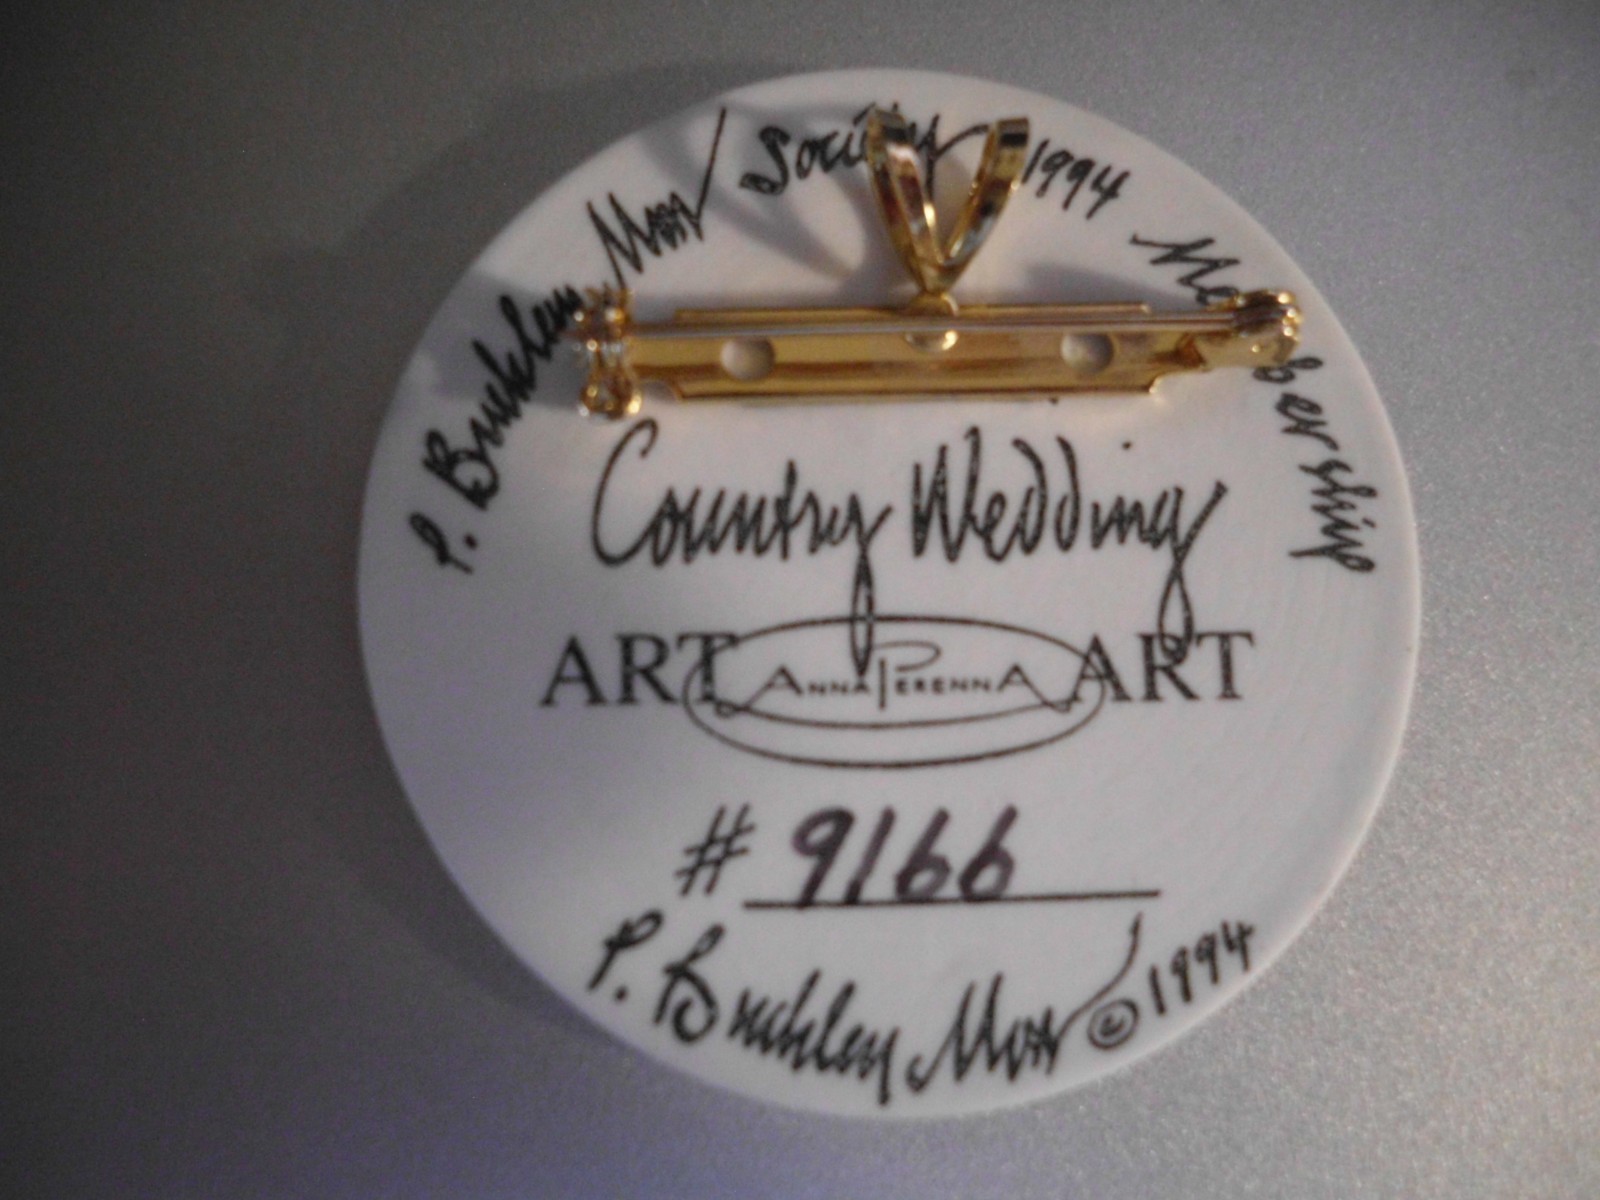 P. Buckley Moss Society 1994 Membership
Country Wedding
ART ANNA PERENNA ART
# 9166
P. Buckley Moss © 1994